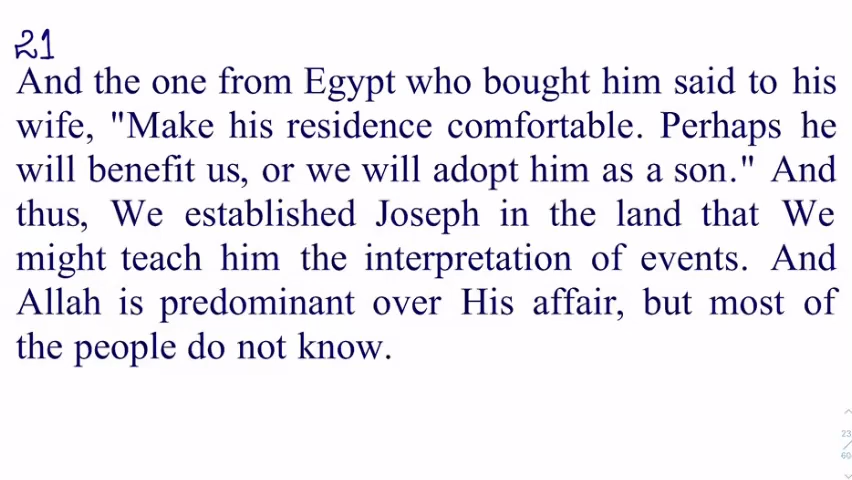 21
And the one from Egypt who bought him said to his
wife, "Make his residence comfortable. Perhaps he
will benefit us, or we will adopt him as a son." And
thus, We established Joseph in the land that We
might teach him the interpretation of events. And
Allah is predominant over His affair, but most of
the people do not know.
23
60